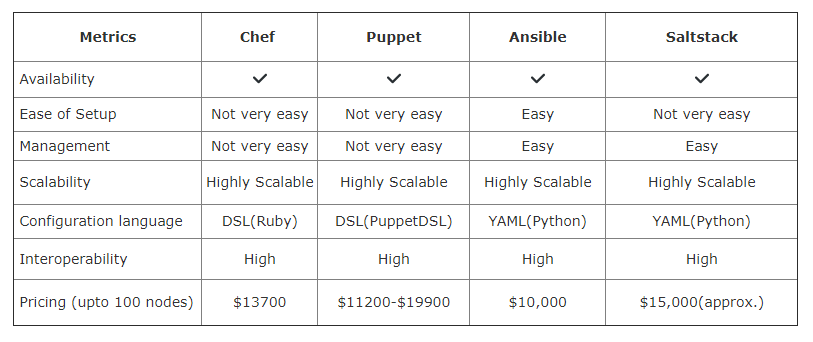 Metrics Chef Puppet Ansible Saltstack
Availability ✓ ✓ ✓ ✓
Ease of Setup Not very easy Not very easy Easy Not very easy
Management Not very easy Not very easy Easy Easy
Scalability Highly Scalable Highly Scalable Highly Scalable Highly Scalable
Configuration language DSL(Ruby) DSL(PuppetDSL) YAML(Python) YAML(Python)
Interoperability High High High High
Pricing (upto 100 nodes) $13700 $11200-$19900 $10,000 $15,000(approx.)